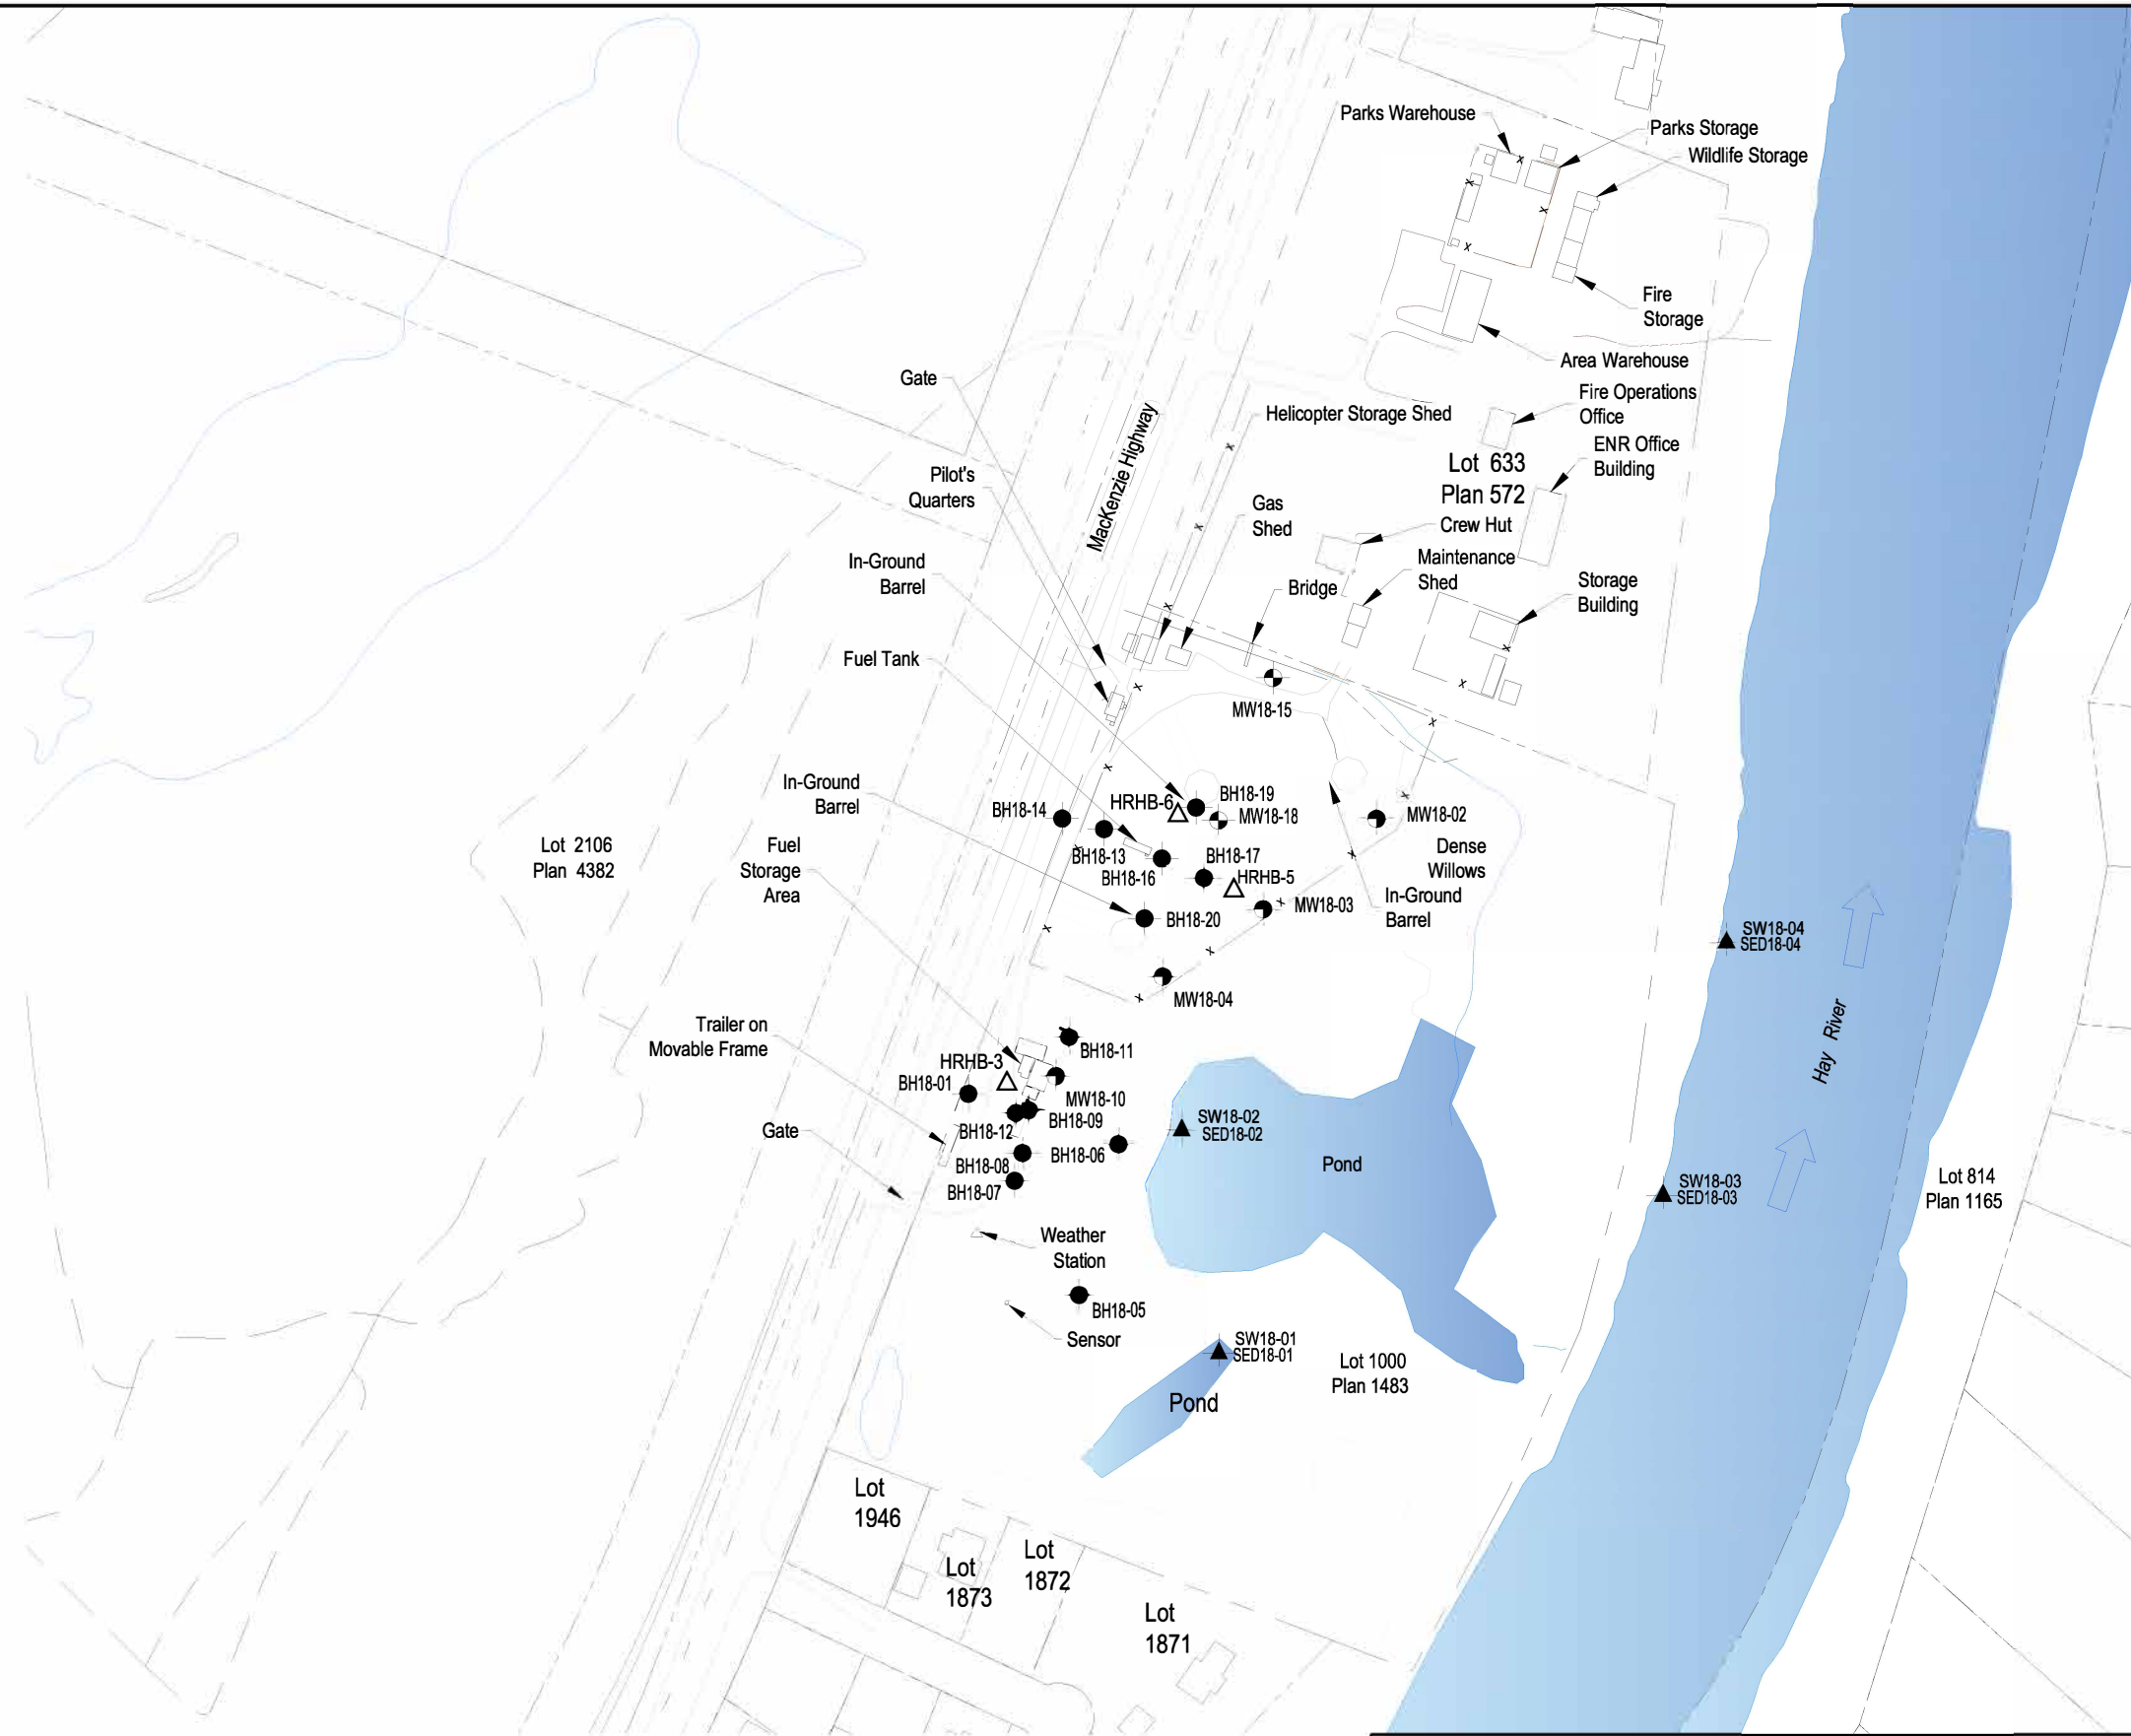 Parks Warehouse
Parks Storage
Wildlife Storage
Fire
Storage
Area Warehouse
Gate
Fire Operations
Office
Helicopter Storage Shed
MacKenzie Highway
ENR Office
Building
Lot 633
Plan 572
Pilot's
Quarters
Gas
Shed
Crew Hut
In-Ground
Barrel
Maintenance
Shed
Bridge
Storage
Building
Fuel Tank
MW18-15
In-Ground
Barrel
BH18-14
HRHB-6
BH18-19
MW18-18
MW18-02
Lot 2106
Plan 4382
Fuel
Storage
Area
BH18-13
BH18-16
BH18-17
HRHB-5
Dense
Willows
MW18-03
In-Ground
Barrel
BH18-20
SW18-04
SED18-04
MW18-04
Trailer on
Movable Frame
Hay River
BH18-11
HRHB-3
BH18-01
MW18-10
BH18-09
BH18-12
Gate
SW18-02
SED18-02
BH18-06
BH18-08
BH18-07
Pond
SW18-03
SED18-03
Lot 814
Plan 1165
Weather
Station
BH18-05
Sensor
SW18-01
SED18-01
Lot 1000
Plan 1483
Pond
Lot
1946
Lot
1873
Lot
1872
Lot
1871